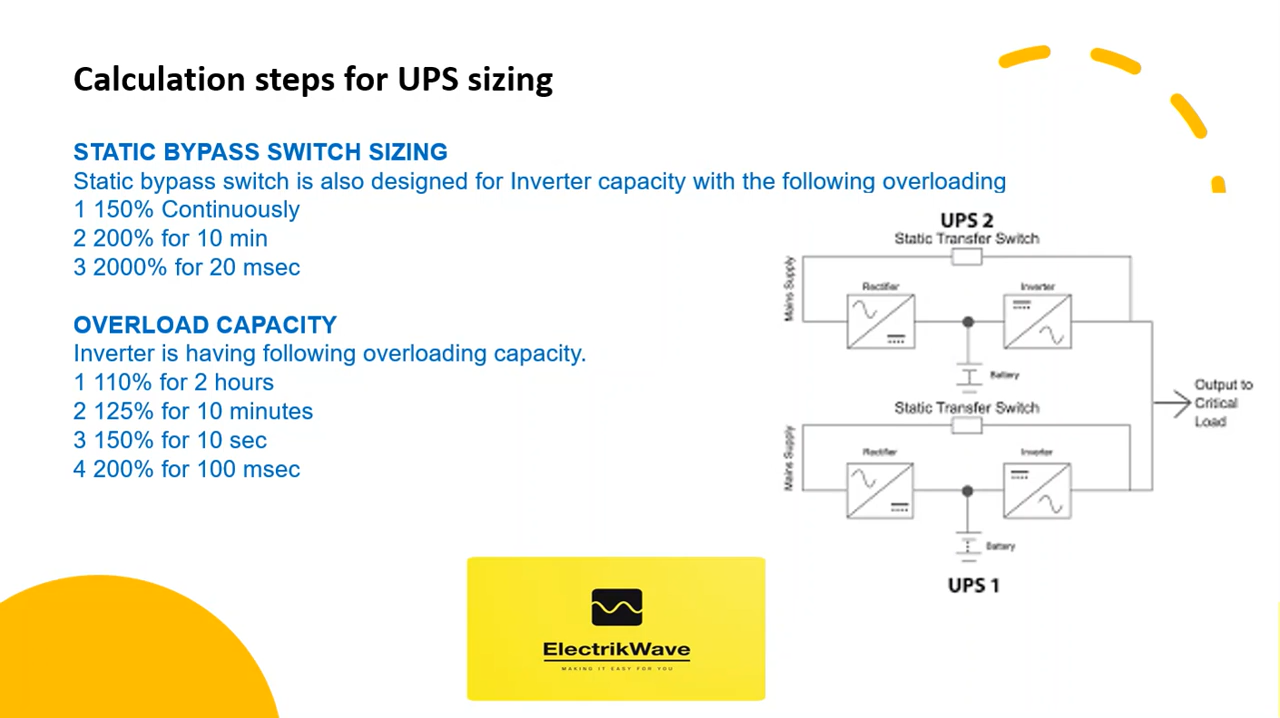 Calculation steps for UPS sizing
STATIC BYPASS SWITCH SIZING
Static bypass switch is also designed for Inverter capacity with the following overloading
1 150% Continuously
2 200% for 10 min
3 2000% for 20 msec
OVERLOAD CAPACITY
Inverter is having following overloading capacity.
1 110% for 2 hours
2 125% for 10 minutes
3 150% for 10 sec
4 200% for 100 msec
UPS 2
Static Transfer Switch
Mains Supply
Rectifier
Inverter
Battery
Static Transfer Switch
Mains Supply
Rectifier
Inverter
Battery
UPS 1
Output to
Critical
Load
ElectrikWave
MAKING IT EASY FOR YOU